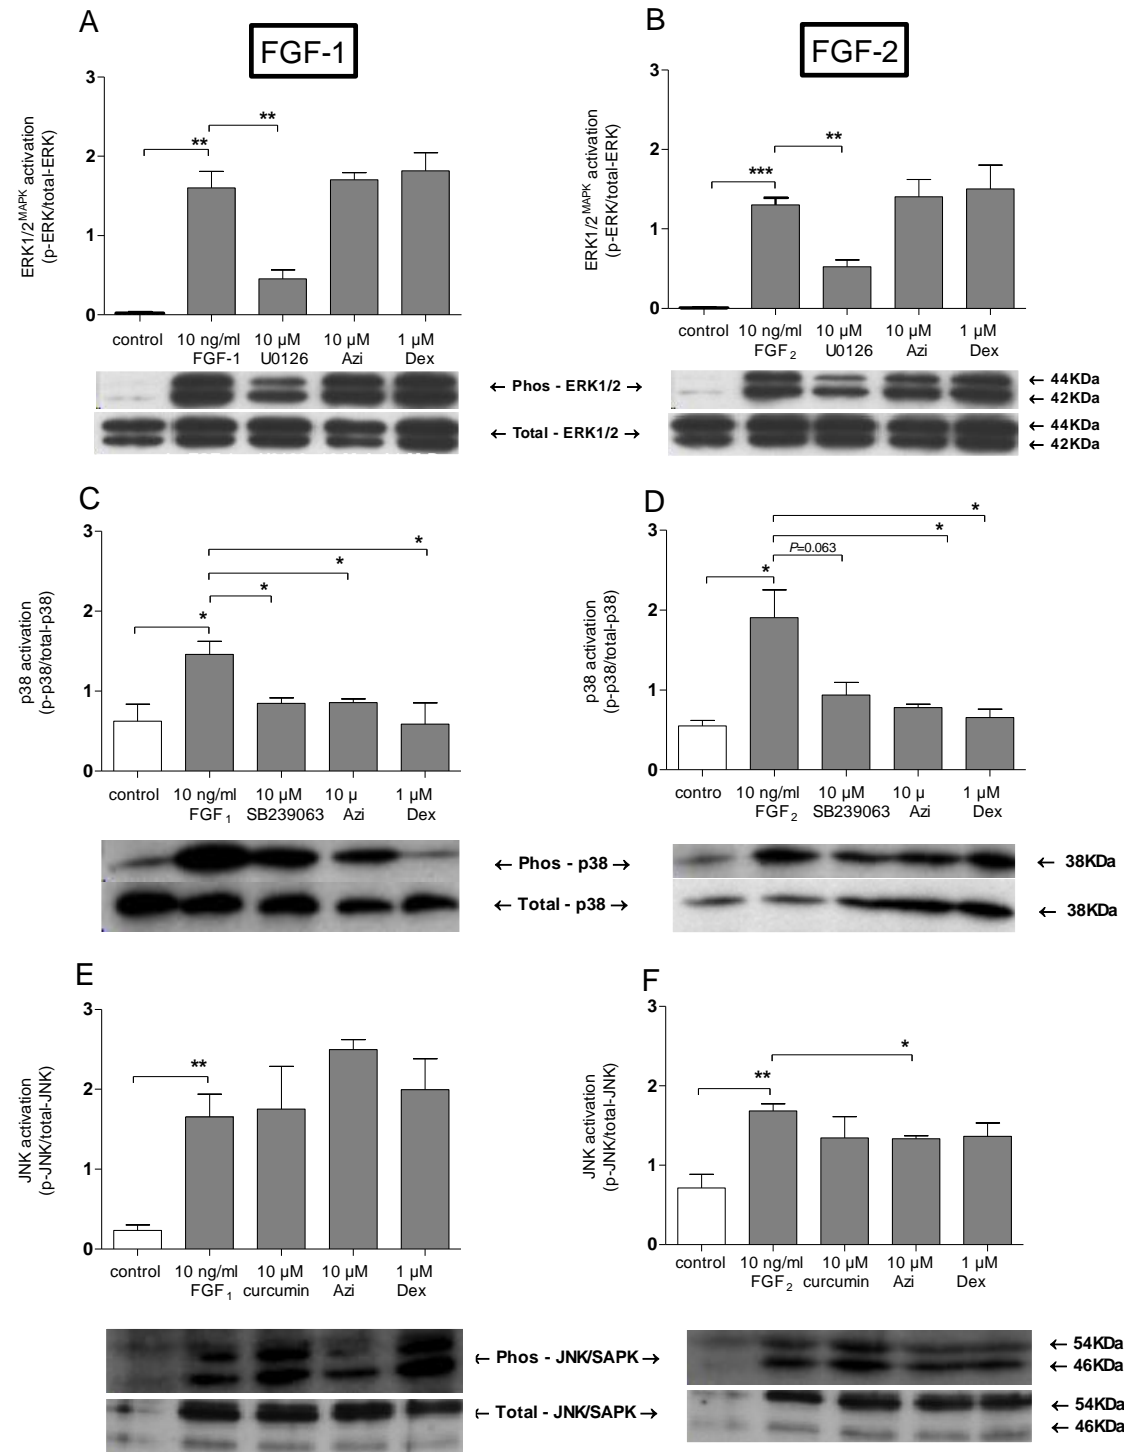 A
FGF-1
ERK1/2MAPK activation
(p-ERK/total-ERK)
3
2
1
0
**
**
control
10 ng/ml
FGF-1
10 µM
U0126
10 µM
Azi
1 µM
Dex
B
FGF-2
ERK1/2MAPK activation
(p-ERK/total-ERK)
3
2
1
0
***
**
control
10 ng/ml
FGF2
10 µM
U0126
10 µM
Azi
1 µM
Dex
← Phos - ERK1/2 →
← 44KDa
← 42KDa
← Total - ERK1/2 →
← 44KDa
← 42KDa
C
p38 activation
(p-p38/total-p38)
3
2
1
0
*
*
*
*
control
10 ng/ml
FGF1
10 µM
SB239063
10 µ
Azi
1 µM
Dex
D
p38 activation
(p-p38/total-p38)
3
2
1
0
*
P=0.063
*
*
contro
10 ng/ml
FGF2
10 µM
SB239063
10 µ
Azi
1 µM
Dex
← Phos - p38 →
← 38KDa
← Total - p38 →
← 38KDa
E
JNK activation
(p-JNK/total-JNK)
3
2
1
0
**
control
10 ng/ml
FGF1
10 µM
curcumin
10 µM
Azi
1 µM
Dex
F
JNK activation
(p-JNK/total-JNK)
3
2
1
0
**
*
control
10 ng/ml
FGF2
10 µM
curcumin
10 µM
Azi
1 µM
Dex
← Phos - JNK/SAPK →
← 54KDa
← 46KDa
← Total - JNK/SAPK →
← 54KDa
← 46KDa